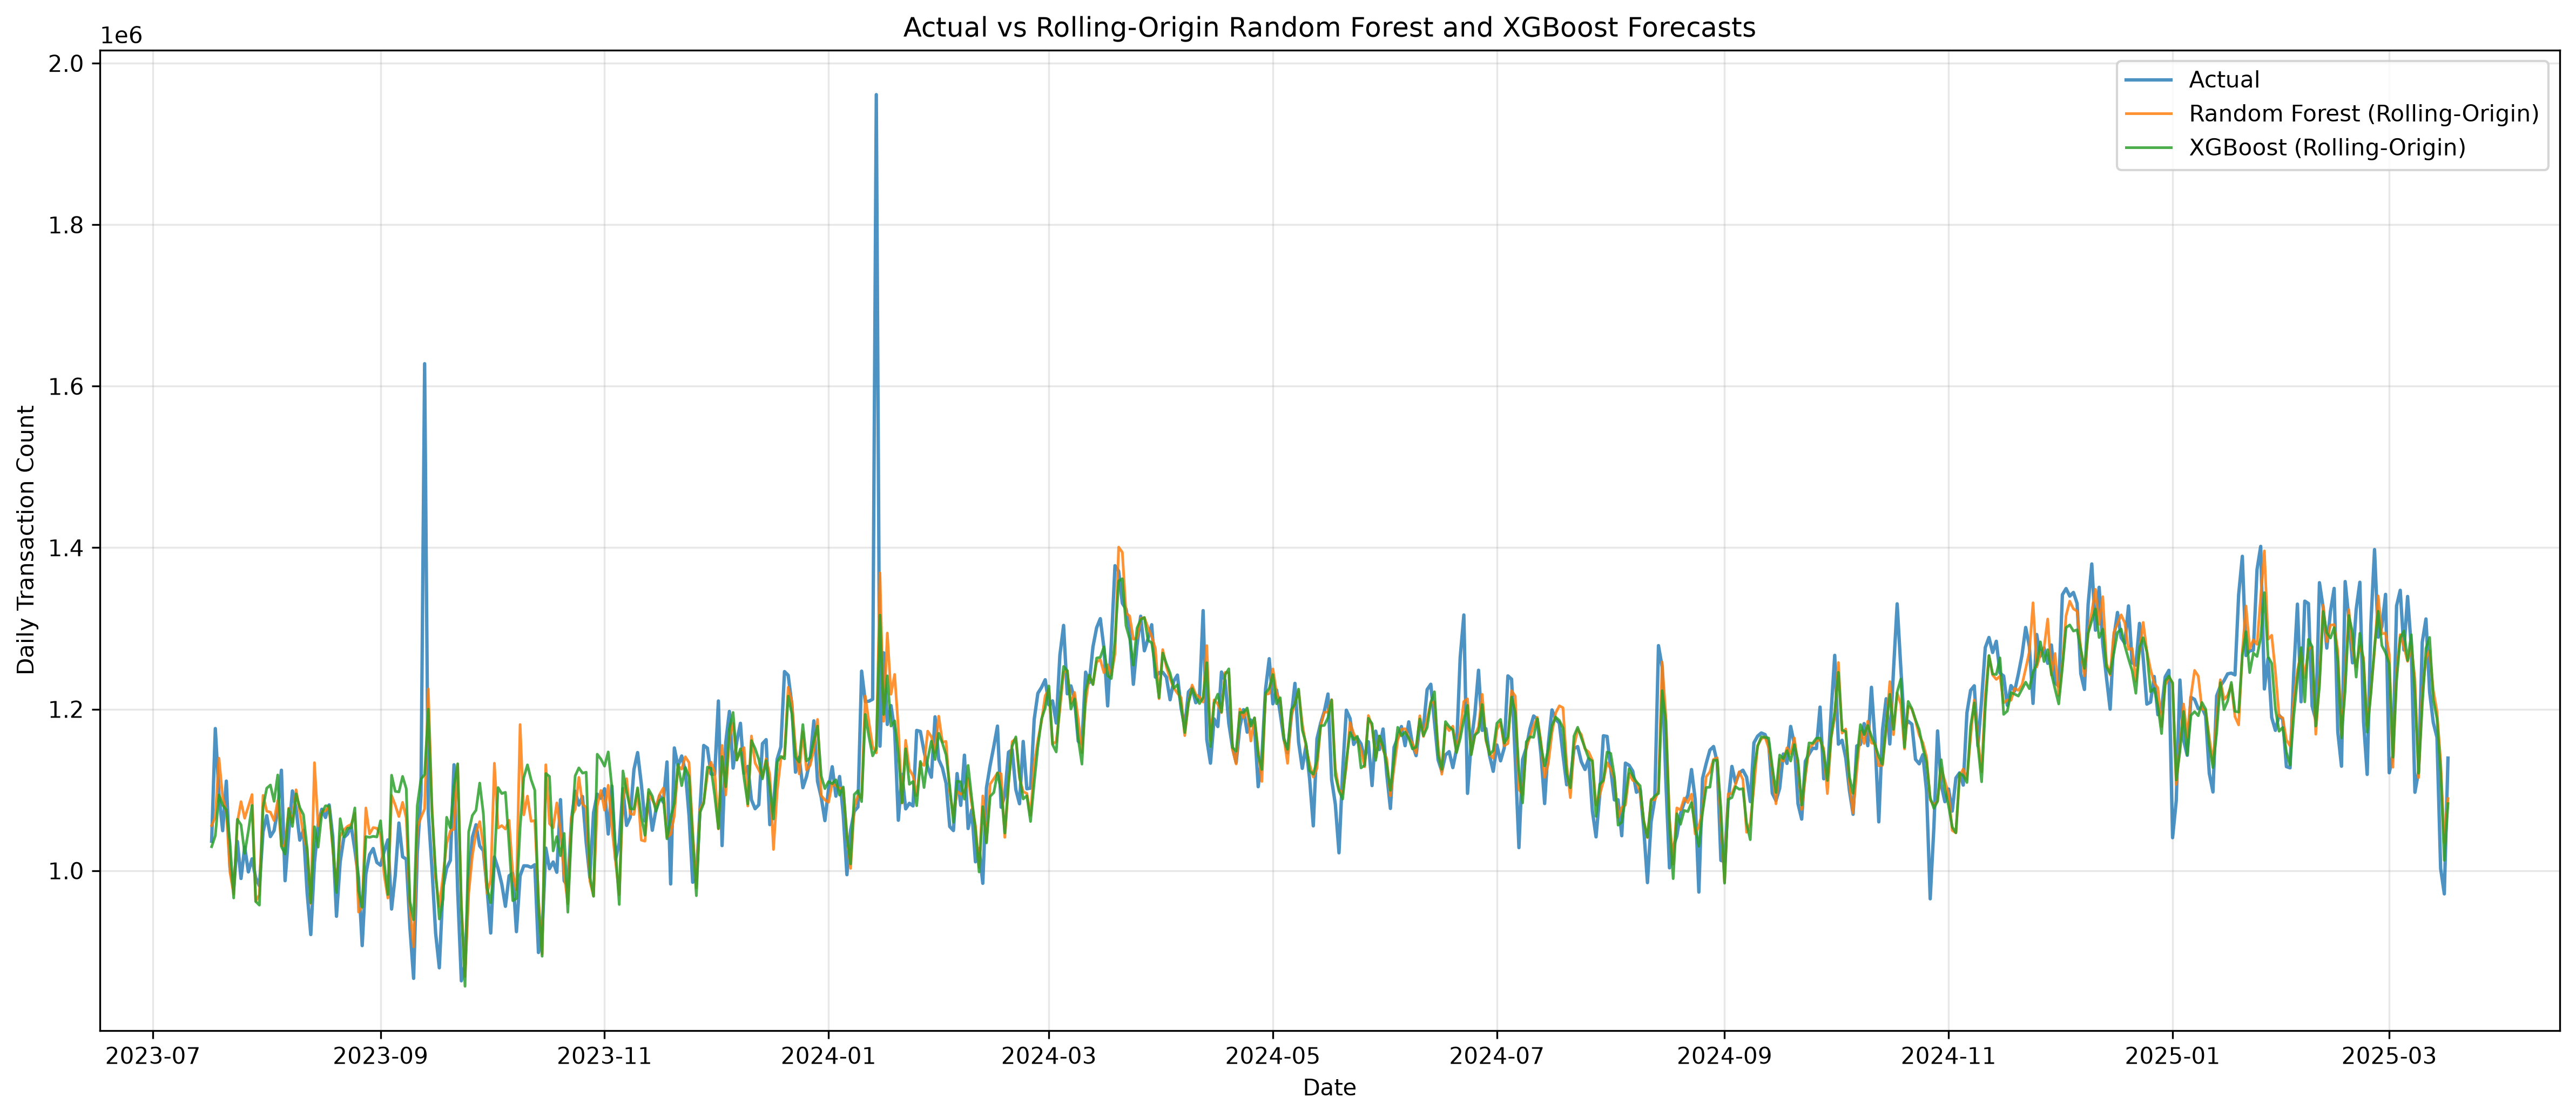 Actual vs Rolling-Origin Random Forest and XGBoost Forecasts
1e6
2.0
1.8
1.6
1.4
1.2
1.0
Daily Transaction Count
Actual
Random Forest (Rolling-Origin)
XGBoost (Rolling-Origin)
2023-07 2023-09 2023-11 2024-01 2024-03 2024-05 2024-07 2024-09 2024-11 2025-01 2025-03
Date